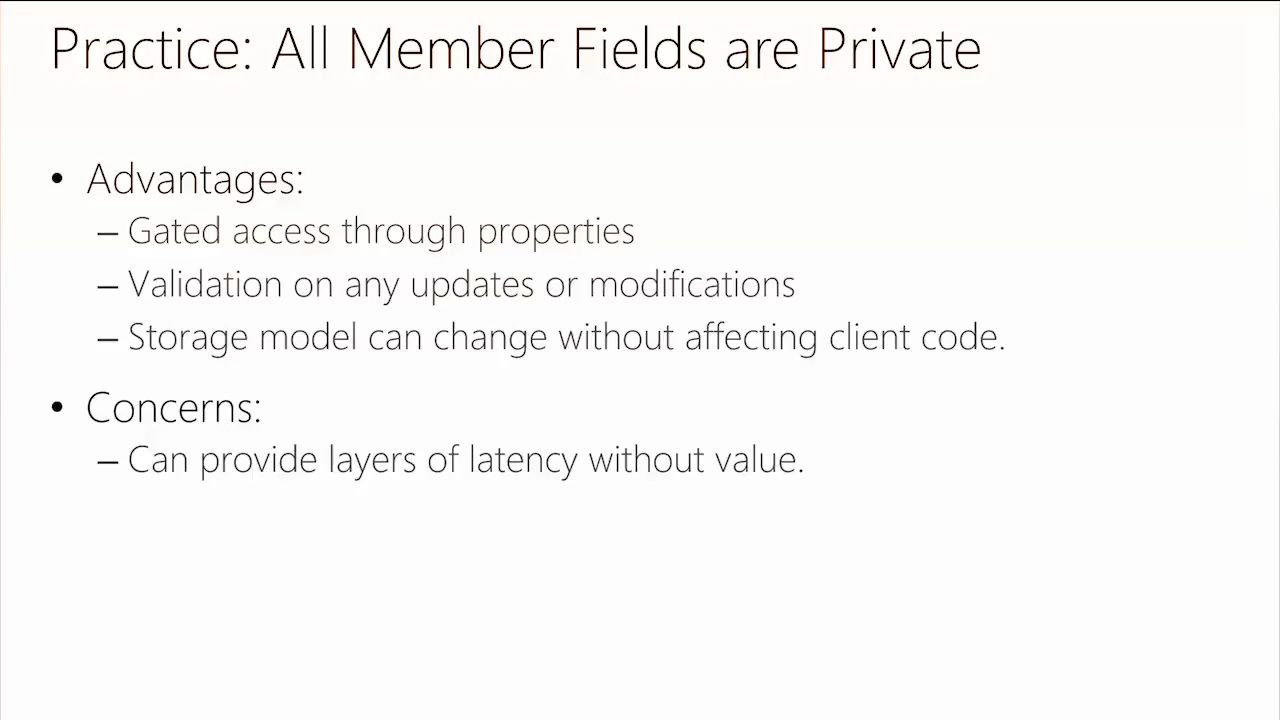 Practice: All Member Fields are Private
• Advantages:
– Gated access through properties
– Validation on any updates or modifications
– Storage model can change without affecting client code.
• Concerns:
– Can provide layers of latency without value.